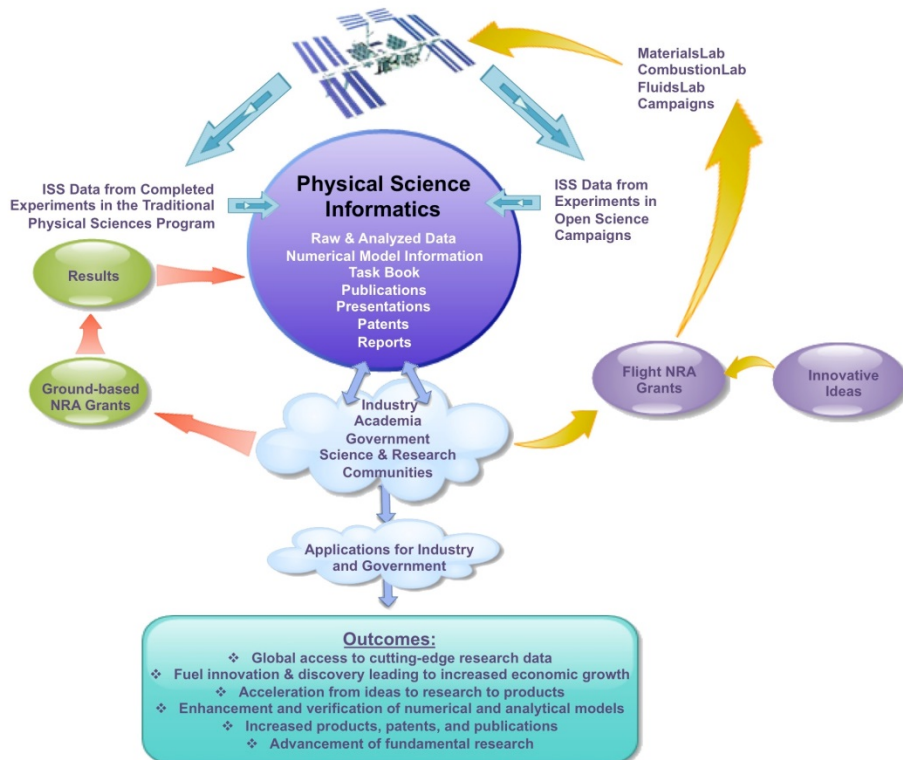 MaterialsLab
CombustionLab
FluidsLab
Campaigns
ISS Data from Completed
Experiments in the Traditional
Physical Sciences Program
Physical Science
Informatics
Raw & Analyzed Data
Numerical Model Information
Task Book
Publications
Presentations
Patents
Reports
ISS Data from
Experiments in
Open Science
Campaigns
Results
Ground-based
NRA Grants
Flight NRA
Grants
Innovative
Ideas
Industry
Academia
Government
Science & Research
Communities
Applications for Industry
and Government
Outcomes:
❖ Global access to cutting-edge research data
❖ Fuel innovation & discovery leading to increased economic growth
❖ Acceleration from ideas to research to products
❖ Enhancement and verification of numerical and analytical models
❖ Increased products, patents, and publications
❖ Advancement of fundamental research